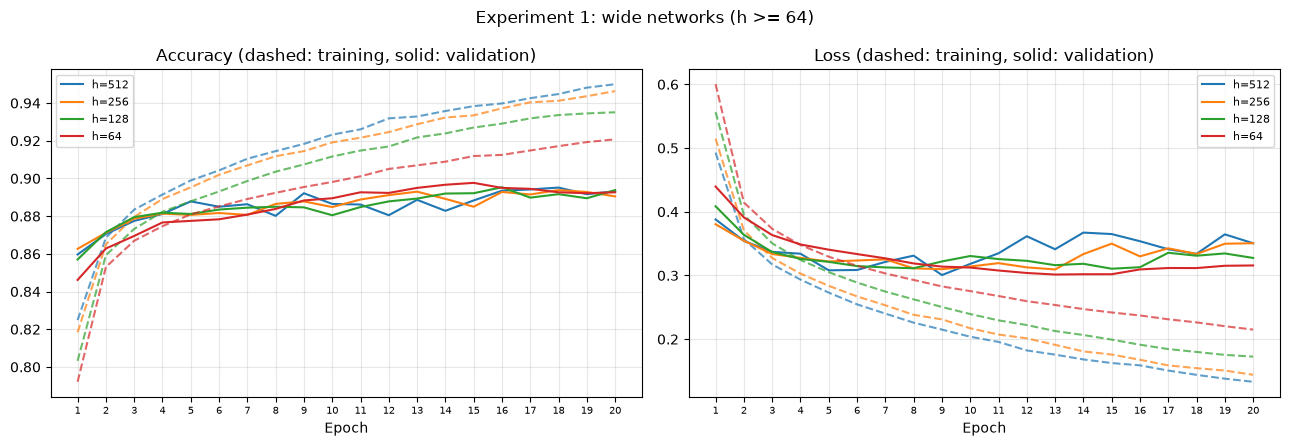 Experiment 1: wide networks (h >= 64)
Accuracy (dashed: training, solid: validation)
h=512
h=256
h=128
h=64
0.94
0.92
0.90
0.88
0.86
0.84
0.82
0.80
1 2 3 4 5 6 7 8 9 10 11 12 13 14 15 16 17 18 19 20
Epoch
Loss (dashed: training, solid: validation)
h=512
h=256
h=128
h=64
0.6
0.5
0.4
0.3
0.2
1 2 3 4 5 6 7 8 9 10 11 12 13 14 15 16 17 18 19 20
Epoch